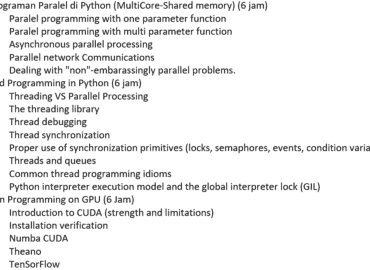 ograman Paralel di Python (MultiCore-Shared memory) (6 jam)
Paralel programming with one parameter function
Parallel programming with multi parameter function
Asynchronous parallel processing
Parallel network Communications
Dealing with "non"-embarassingly parallel problems.
d Programming in Python (6 jam)
Threading VS Parallel Processing
The threading library
Thread debugging
Thread synchronization
Proper use of synchronization primitives (locks, semaphores, events, condition varia
Threads and queues
Common thread programming idioms
Python interpreter execution model and the global interpreter lock (GIL)
n Programming on GPU (6 Jam)
Introduction to CUDA (strength and limitations)
Installation verification
Numba CUDA
Theano
TenSorFlow